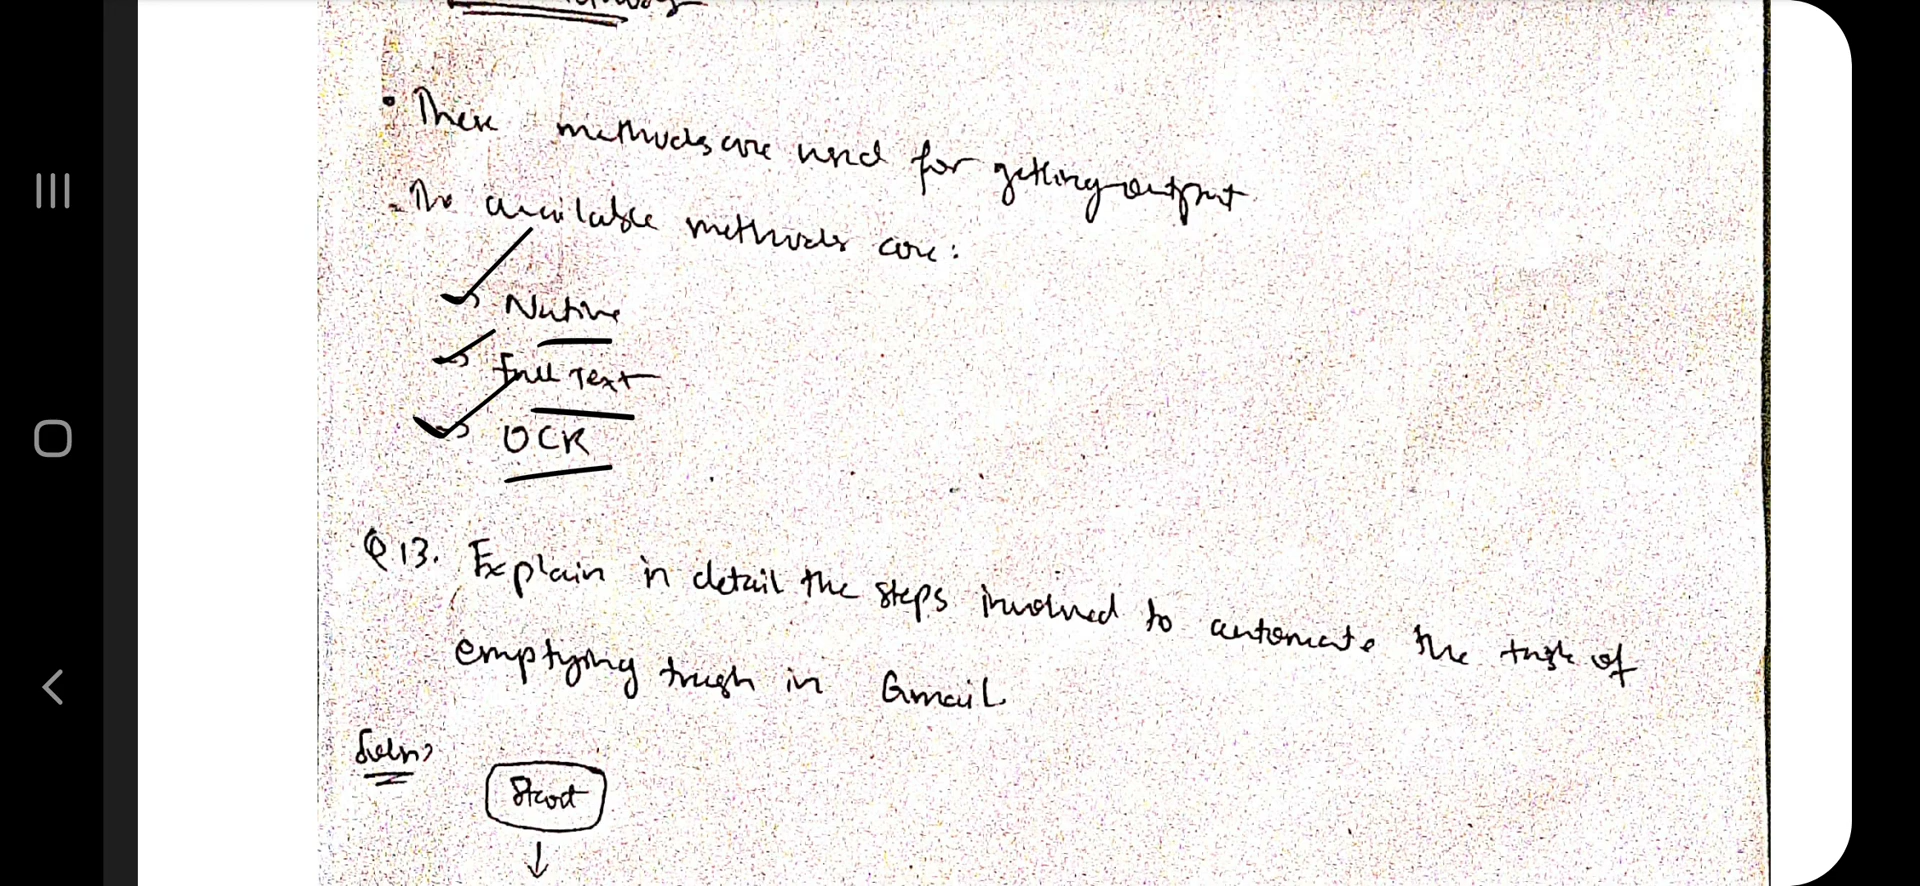 • These methods are used for getting output
- The available methods are:
→ Native
→ Full Text
→ OCR
Q13. Explain in detail the steps involved to automate the task of
emptying trash in Gmail
Soln:
Start